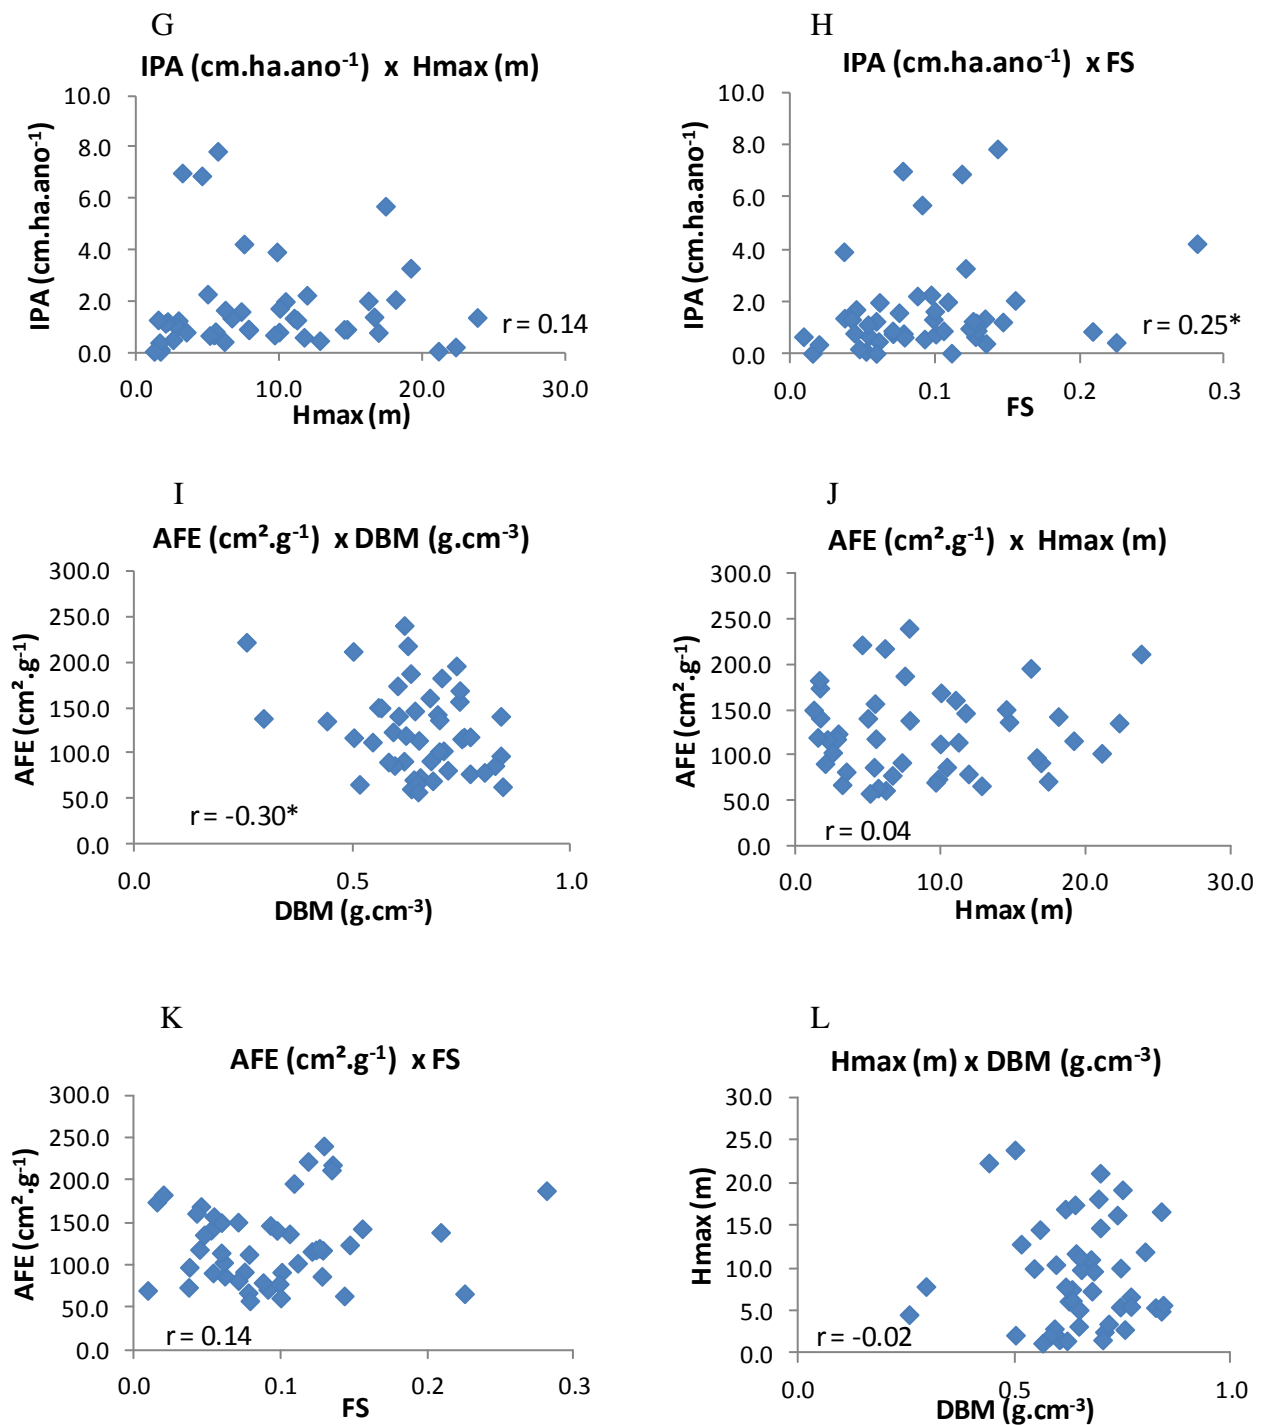 G
IPA (cm.ha.ano⁻¹) x Hmax (m)
IPA (cm.ha.ano⁻¹)
10.0
8.0
6.0
4.0
2.0
0.0
r = 0.14
0.0 10.0 20.0 30.0
Hmax (m)
H
IPA (cm.ha.ano⁻¹) x FS
IPA (cm.ha.ano⁻¹)
10.0
8.0
6.0
4.0
2.0
0.0
r = 0.25*
0.0 0.1 0.2 0.3
FS
I
AFE (cm².g⁻¹) x DBM (g.cm⁻³)
AFE (cm².g⁻¹)
300.0
250.0
200.0
150.0
100.0
50.0
0.0
r = -0.30*
0.0 0.5 1.0
DBM (g.cm⁻³)
J
AFE (cm².g⁻¹) x Hmax (m)
AFE (cm².g⁻¹)
300.0
250.0
200.0
150.0
100.0
50.0
0.0
r = 0.04
0.0 10.0 20.0 30.0
Hmax (m)
K
AFE (cm².g⁻¹) x FS
AFE (cm².g⁻¹)
300.0
250.0
200.0
150.0
100.0
50.0
0.0
r = 0.14
0.0 0.1 0.2 0.3
FS
L
Hmax (m) x DBM (g.cm⁻³)
Hmax (m)
30.0
25.0
20.0
15.0
10.0
5.0
0.0
r = -0.02
0.0 0.5 1.0
DBM (g.cm⁻³)